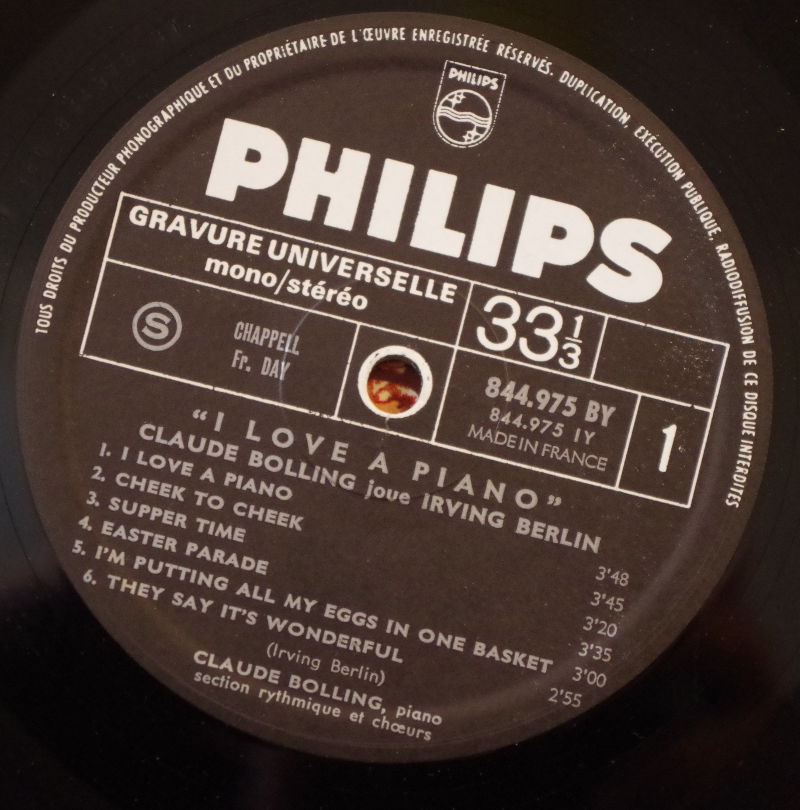 TOUS DROITS DU PRODUCTEUR PHONOGRAPHIQUE ET DU PROPRIÉTAIRE DE L'ŒUVRE ENREGISTRÉE RÉSERVÉS. DUPLICATION, EXÉCUTION PUBLIQUE, RADIODIFFUSION DE CE DISQUE INTERDITES
PHILIPS
PHILIPS
GRAVURE UNIVERSELLE
mono/stéréo
33 1/3
S
CHAPPELL
Fr. DAY
844.975 BY
844.975 IY
MADE IN FRANCE
1
“I LOVE A PIANO”
CLAUDE BOLLING joue IRVING BERLIN
1. I LOVE A PIANO 3'48
2. CHEEK TO CHEEK 3'45
3. SUPPER TIME 3'20
4. EASTER PARADE 3'35
5. I'M PUTTING ALL MY EGGS IN ONE BASKET 3'00
6. THEY SAY IT'S WONDERFUL 2'55
(Irving Berlin)
CLAUDE BOLLING, piano
section rythmique et chœurs